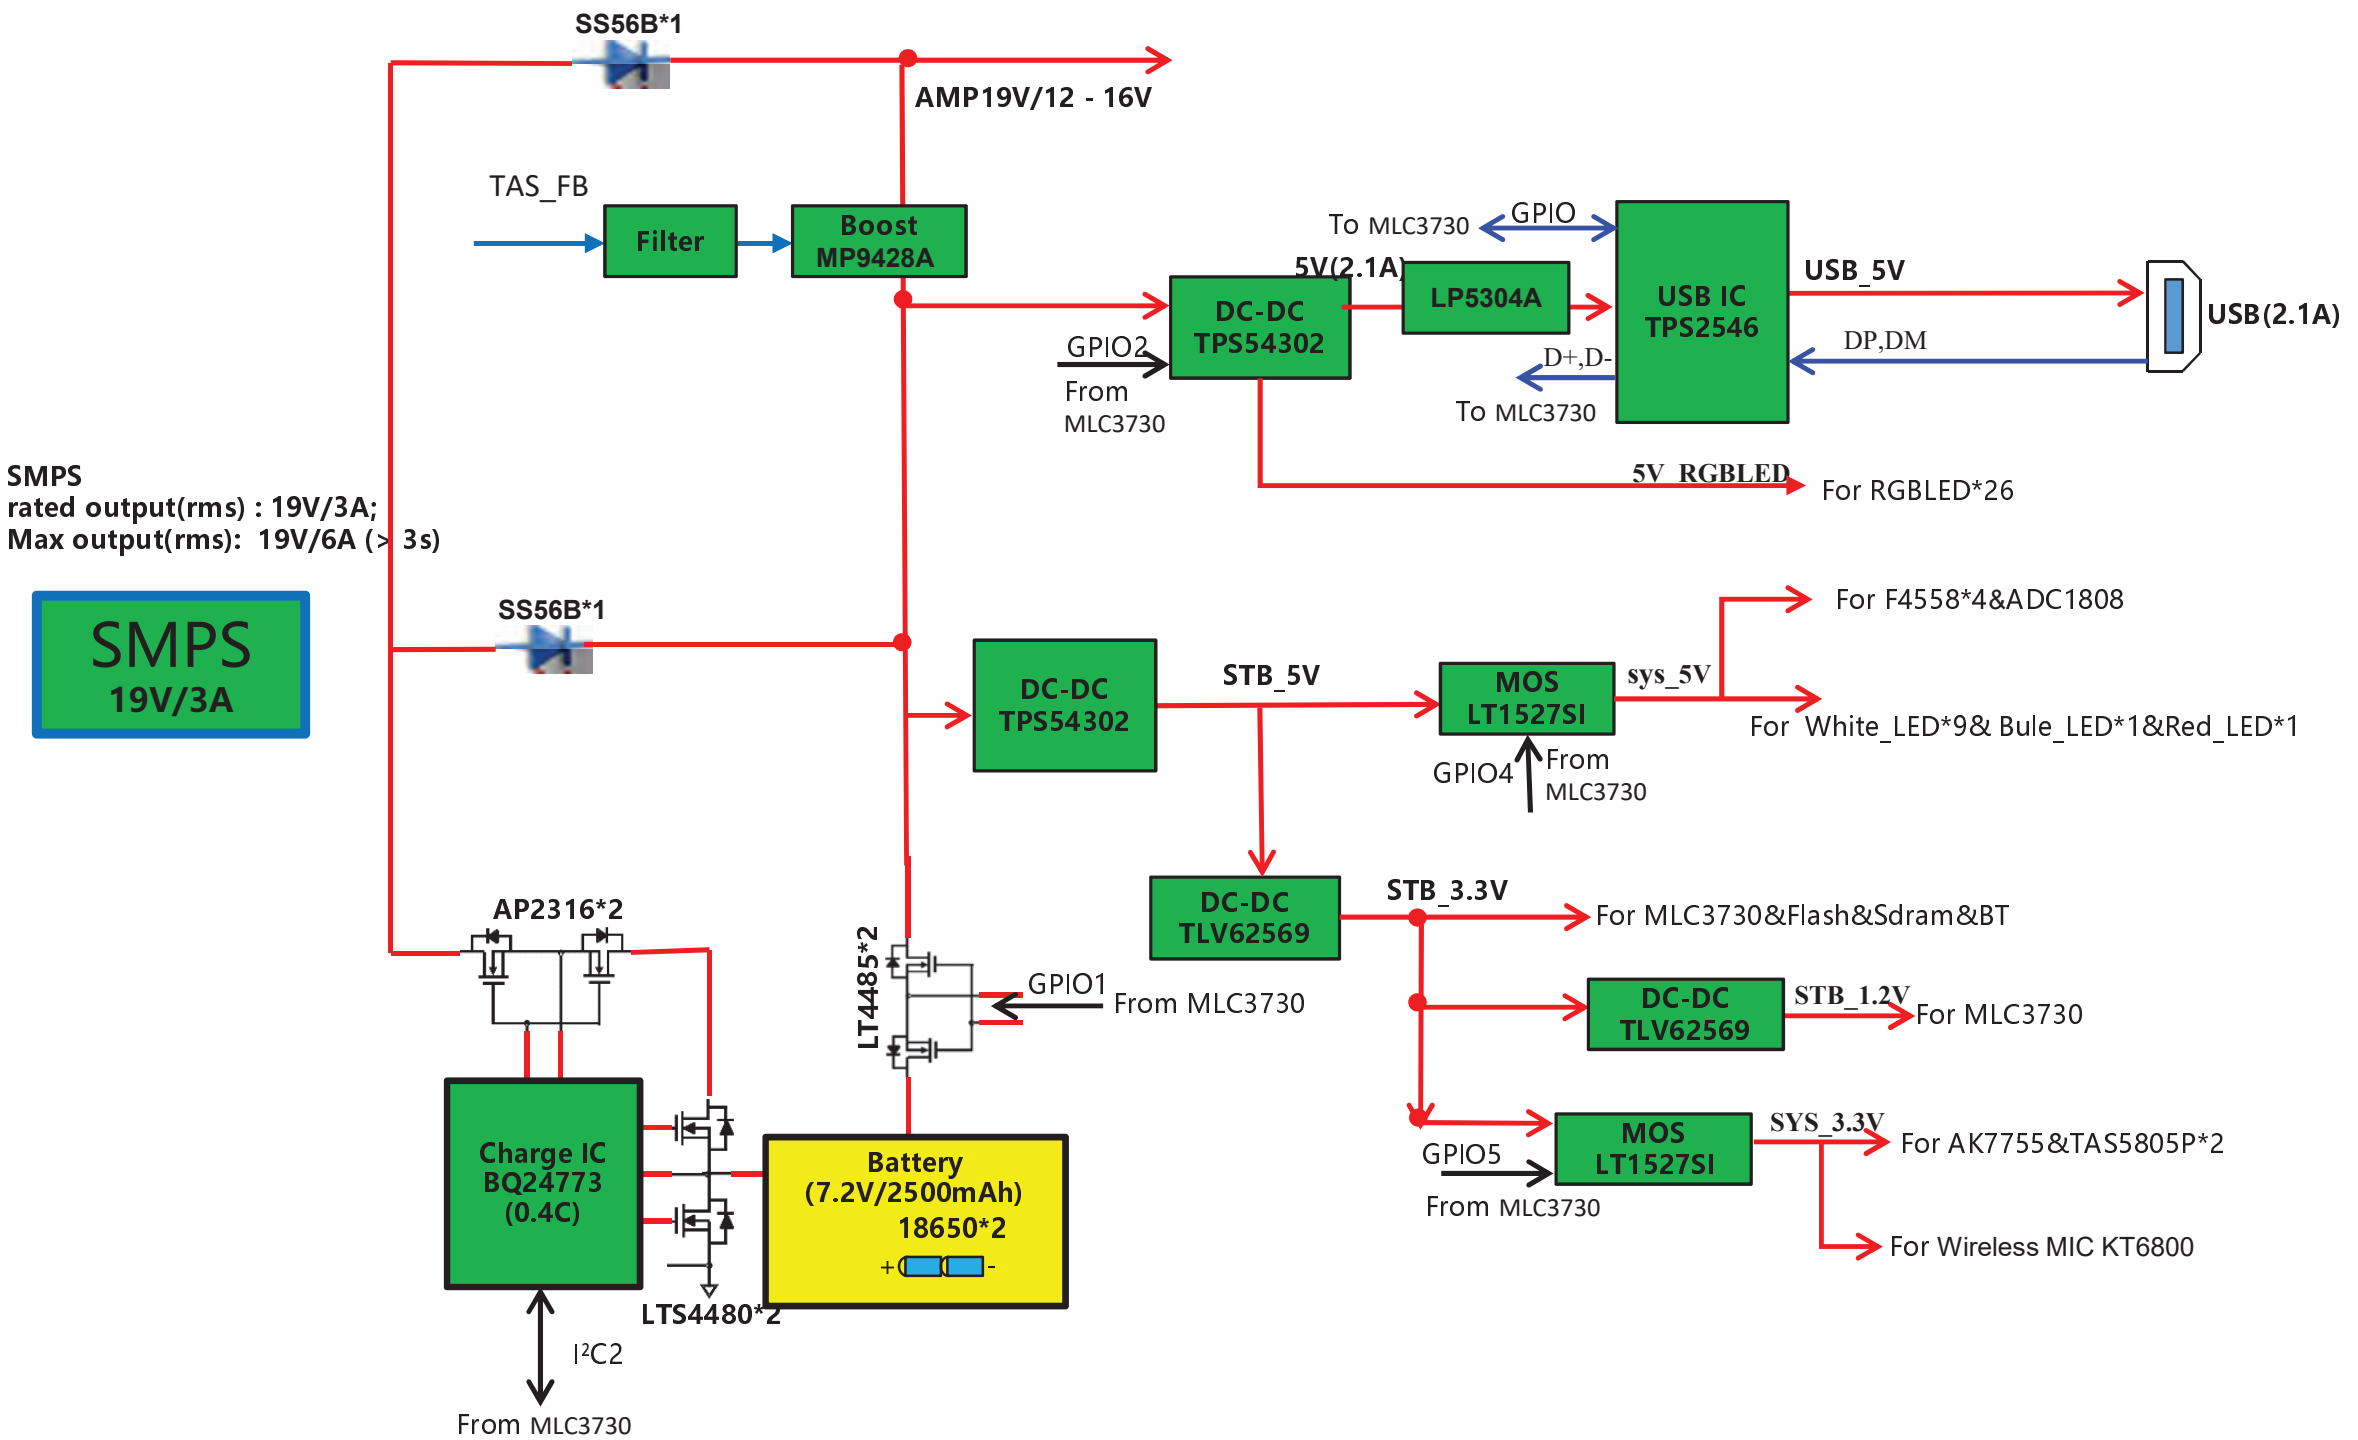 SS56B*1
AMP19V/12 - 16V
TAS_FB
Filter
Boost
MP9428A
To MLC3730
GPIO
5V(2.1A)
LP5304A
DC-DC
TPS54302
GPIO2
From
MLC3730
USB IC
TPS2546
D+,D-
To MLC3730
USB_5V
DP,DM
USB(2.1A)
5V_RGBLED
For RGBLED*26
SMPS
rated output(rms) : 19V/3A;
Max output(rms):  19V/6A (> 3s)
SMPS
19V/3A
SS56B*1
DC-DC
TPS54302
STB_5V
MOS
LT1527SI
sys_5V
For F4558*4&ADC1808
For  White_LED*9& Bule_LED*1&Red_LED*1
GPIO4
From
MLC3730
DC-DC
TLV62569
STB_3.3V
For MLC3730&Flash&Sdram&BT
DC-DC
TLV62569
STB_1.2V
For MLC3730
AP2316*2
LT4485*2
GPIO1
From MLC3730
MOS
LT1527SI
GPIO5
From MLC3730
SYS_3.3V
For AK7755&TAS5805P*2
For Wireless MIC KT6800
Charge IC
BQ24773
(0.4C)
Battery
(7.2V/2500mAh)
18650*2
+ -
LTS4480*2
I²C2
From MLC3730